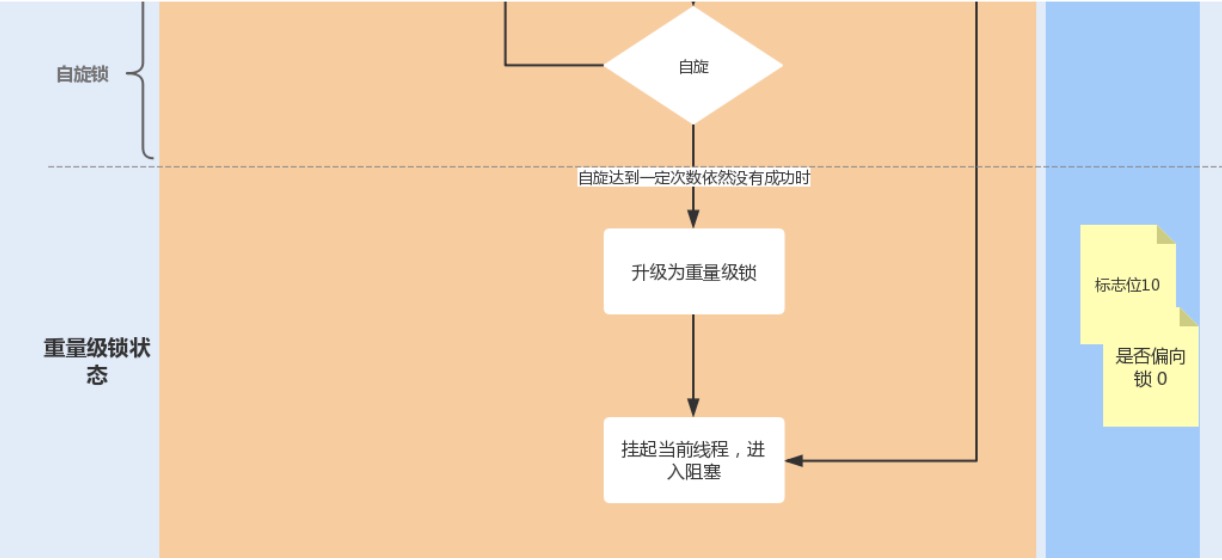 自旋锁
自旋
自旋达到一定次数依然没有成功时
升级为重量级锁
标志位10
重量级锁状
态
是否偏向
锁 0
挂起当前线程，进
入阻塞